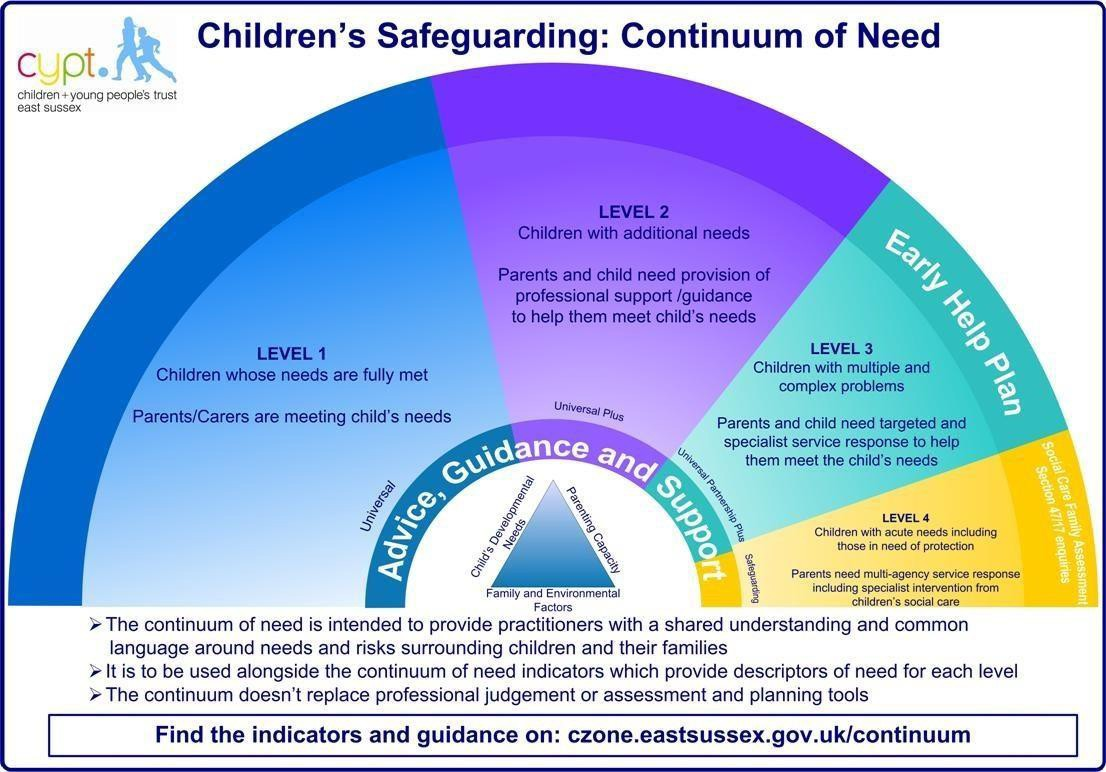 cypt.
children+young people's trust
east sussex
Children's Safeguarding: Continuum of Need
LEVEL 1
Children whose needs are fully met
Parents/Carers are meeting child's needs
LEVEL 2
Children with additional needs
Parents and child need provision of
professional support /guidance
to help them meet child's needs
Early Help Plan
LEVEL 3
Children with multiple and
complex problems
Parents and child need targeted and
specialist service response to help
them meet the child's needs
Social Care Family Assessment
Section 47/17 enquiries
LEVEL 4
Children with acute needs including
those in need of protection
Parents need multi-agency service response
including specialist intervention from
children's social care
Universal
Universal Plus
Universal Partnership Plus
Safeguarding
Advice, Guidance and Support
Child's Developmental
Needs
Parenting Capacity
Family and Environmental
Factors
➢ The continuum of need is intended to provide practitioners with a shared understanding and common
language around needs and risks surrounding children and their families
➢ It is to be used alongside the continuum of need indicators which provide descriptors of need for each level
➢ The continuum doesn't replace professional judgement or assessment and planning tools
Find the indicators and guidance on: czone.eastsussex.gov.uk/continuum